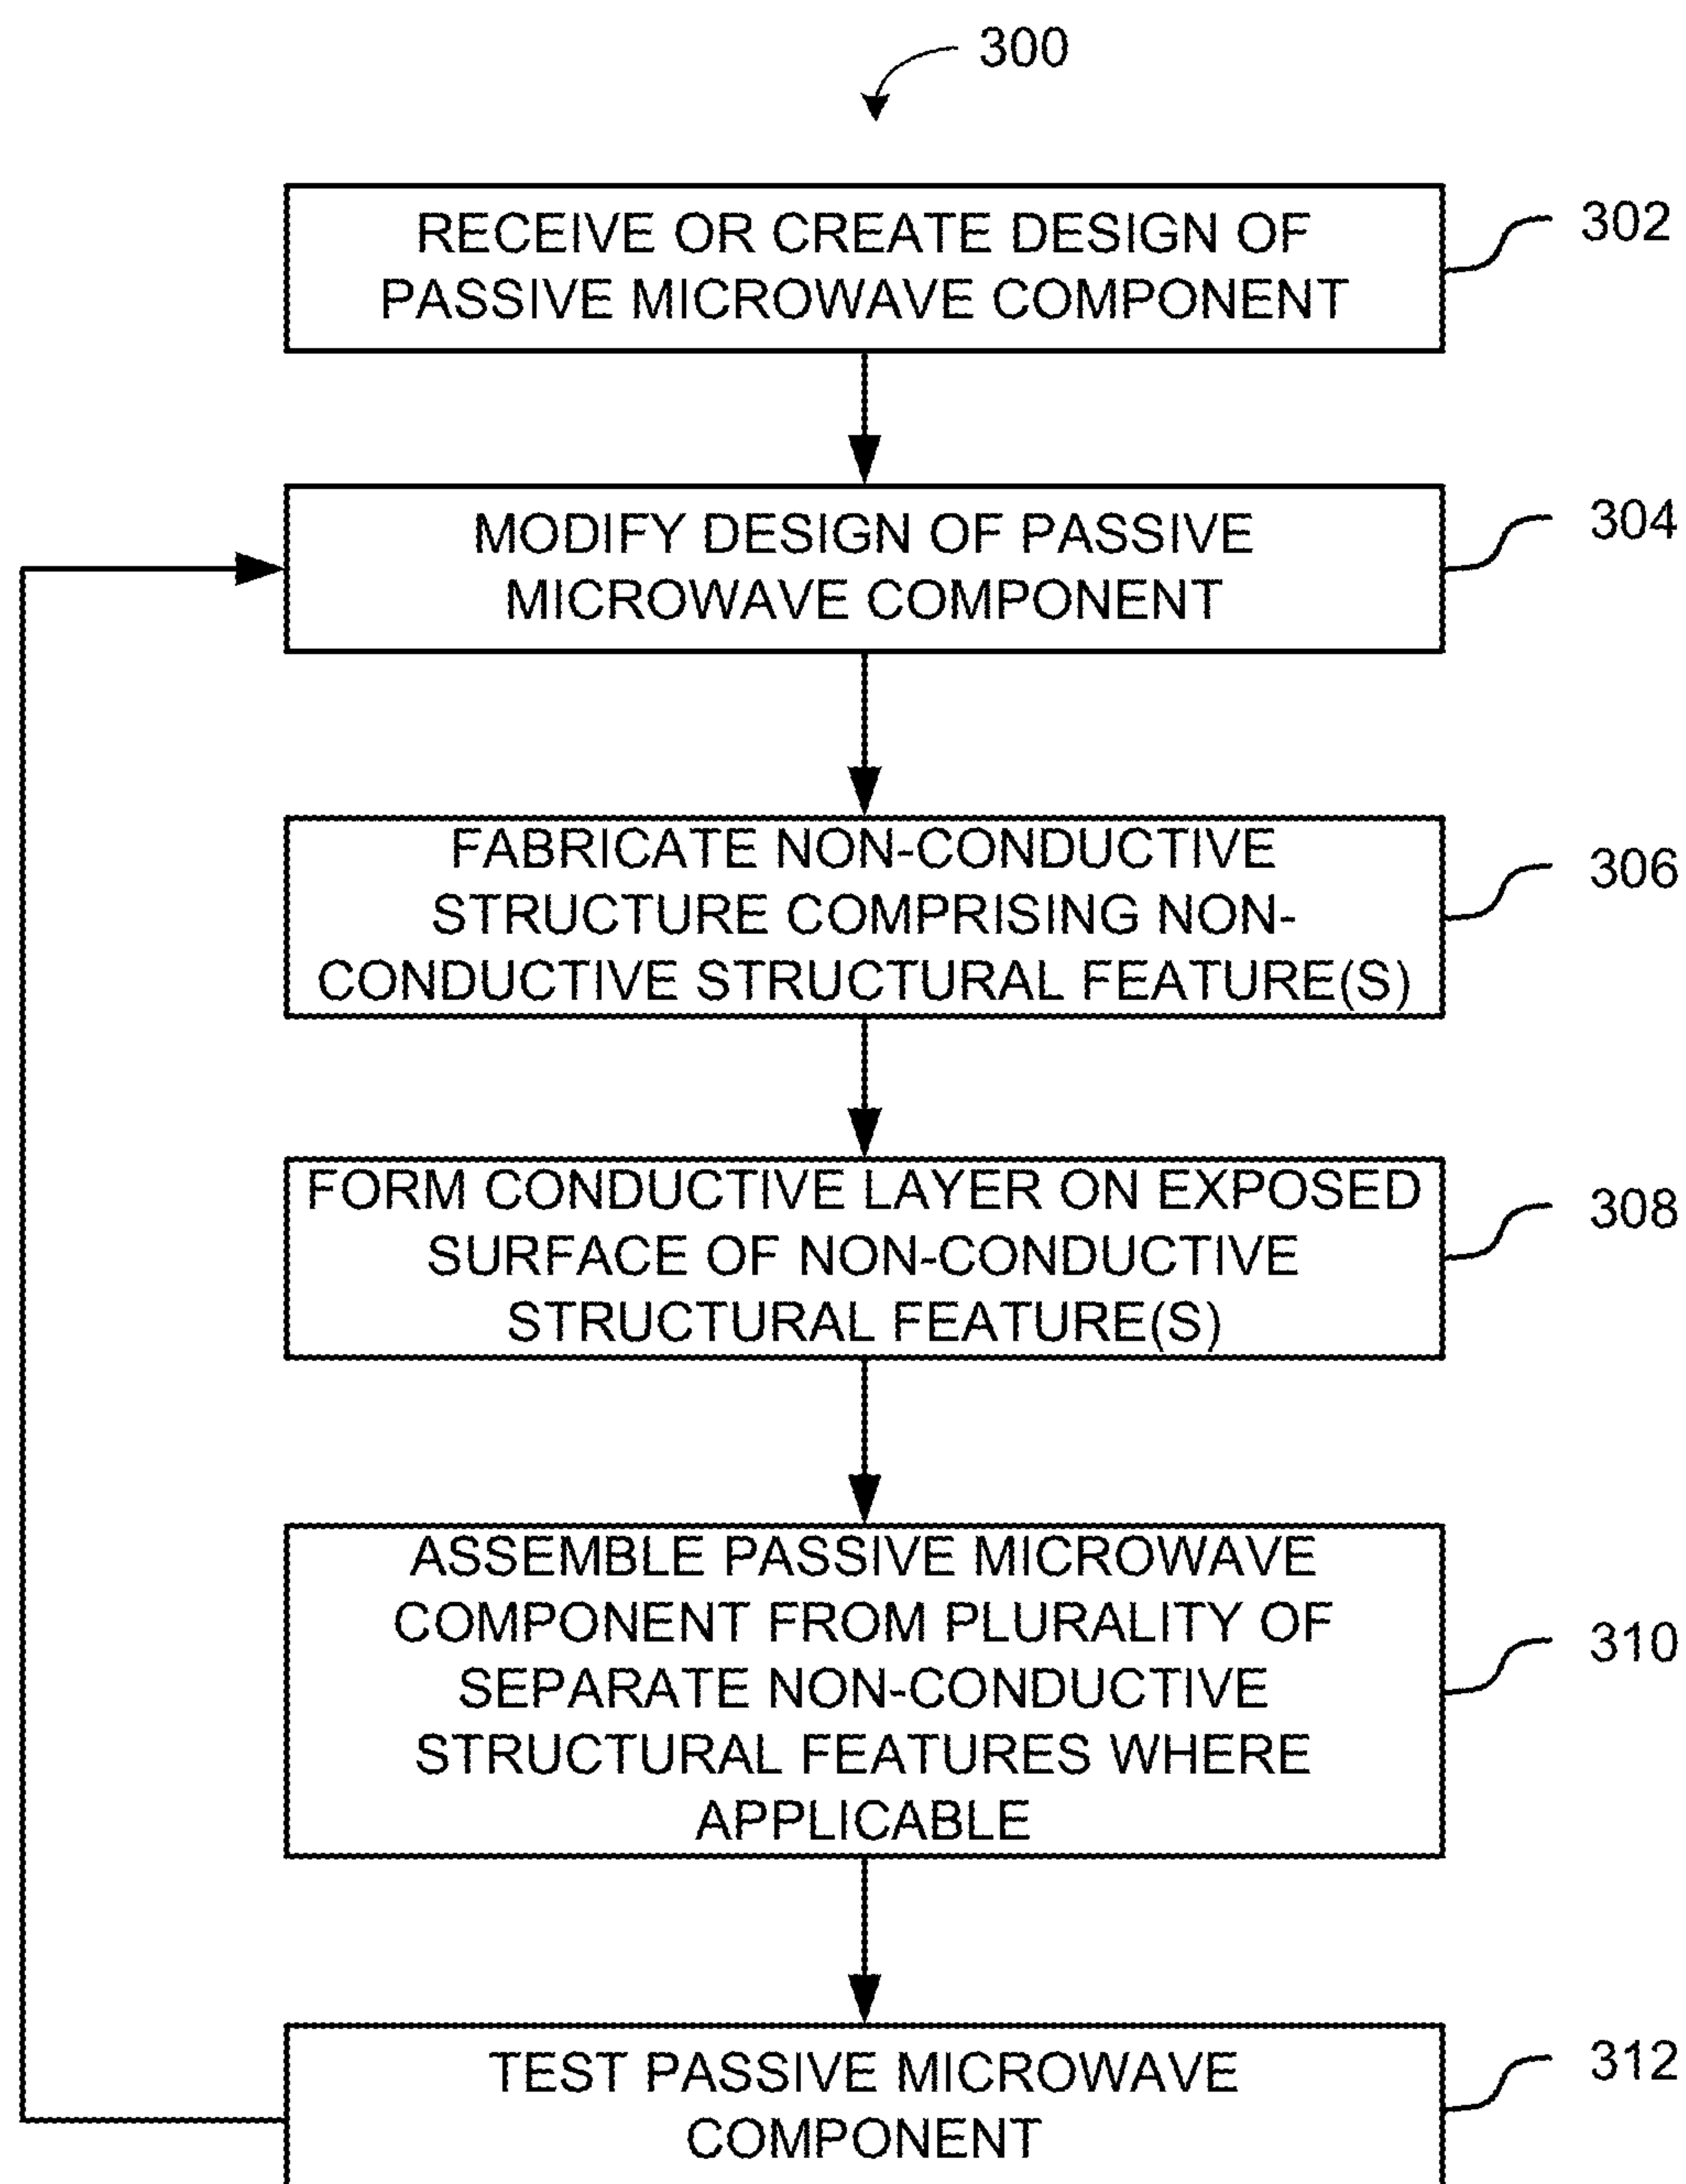 300
RECEIVE OR CREATE DESIGN OF
PASSIVE MICROWAVE COMPONENT
302
MODIFY DESIGN OF PASSIVE
MICROWAVE COMPONENT
304
FABRICATE NON-CONDUCTIVE
STRUCTURE COMPRISING NON-
CONDUCTIVE STRUCTURAL FEATURE(S)
306
FORM CONDUCTIVE LAYER ON EXPOSED
SURFACE OF NON-CONDUCTIVE
STRUCTURAL FEATURE(S)
308
ASSEMBLE PASSIVE MICROWAVE
COMPONENT FROM PLURALITY OF
SEPARATE NON-CONDUCTIVE
STRUCTURAL FEATURES WHERE
APPLICABLE
310
TEST PASSIVE MICROWAVE
COMPONENT
312